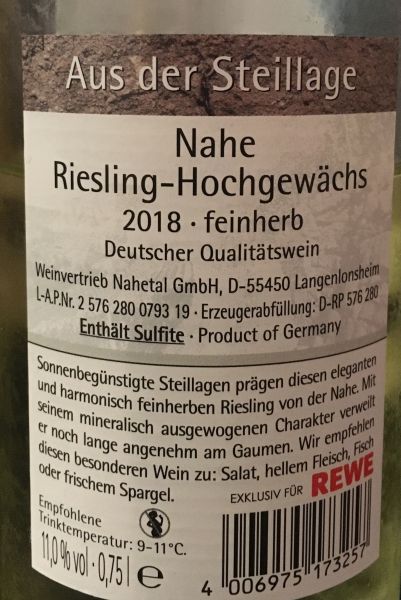 Aus der Steillage
Nahe
Riesling-Hochgewächs
2018 · feinherb
Deutscher Qualitätswein
Weinvertrieb Nahetal GmbH, D-55450 Langenlonsheim
L-A.P.Nr. 2 576 280 0793 19 · Erzeugerabfüllung: D-RP 576 280
Enthält Sulfite · Product of Germany
Sonnenbegünstigte Steillagen prägen diesen eleganten
und harmonisch feinherben Riesling von der Nahe. Mit
seinem mineralisch ausgewogenen Charakter verweilt
er noch lange angenehm am Gaumen. Wir empfehlen
diesen besonderen Wein zu: Salat, hellem Fleisch, Fisch
oder frischem Spargel.
EXKLUSIV FÜR REWE
Empfohlene
Trinktemperatur: 9-11°C.
11,0 % vol · 0,75 l e
4 006975 173257